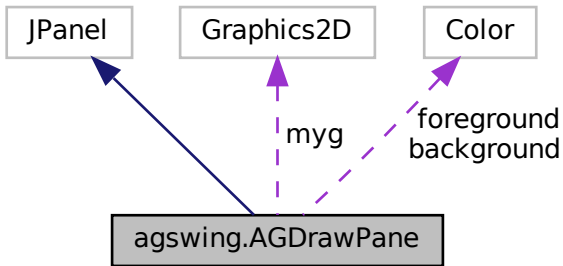 JPanel
Graphics2D
Color
myg
foreground
background
agswing.AGDrawPane